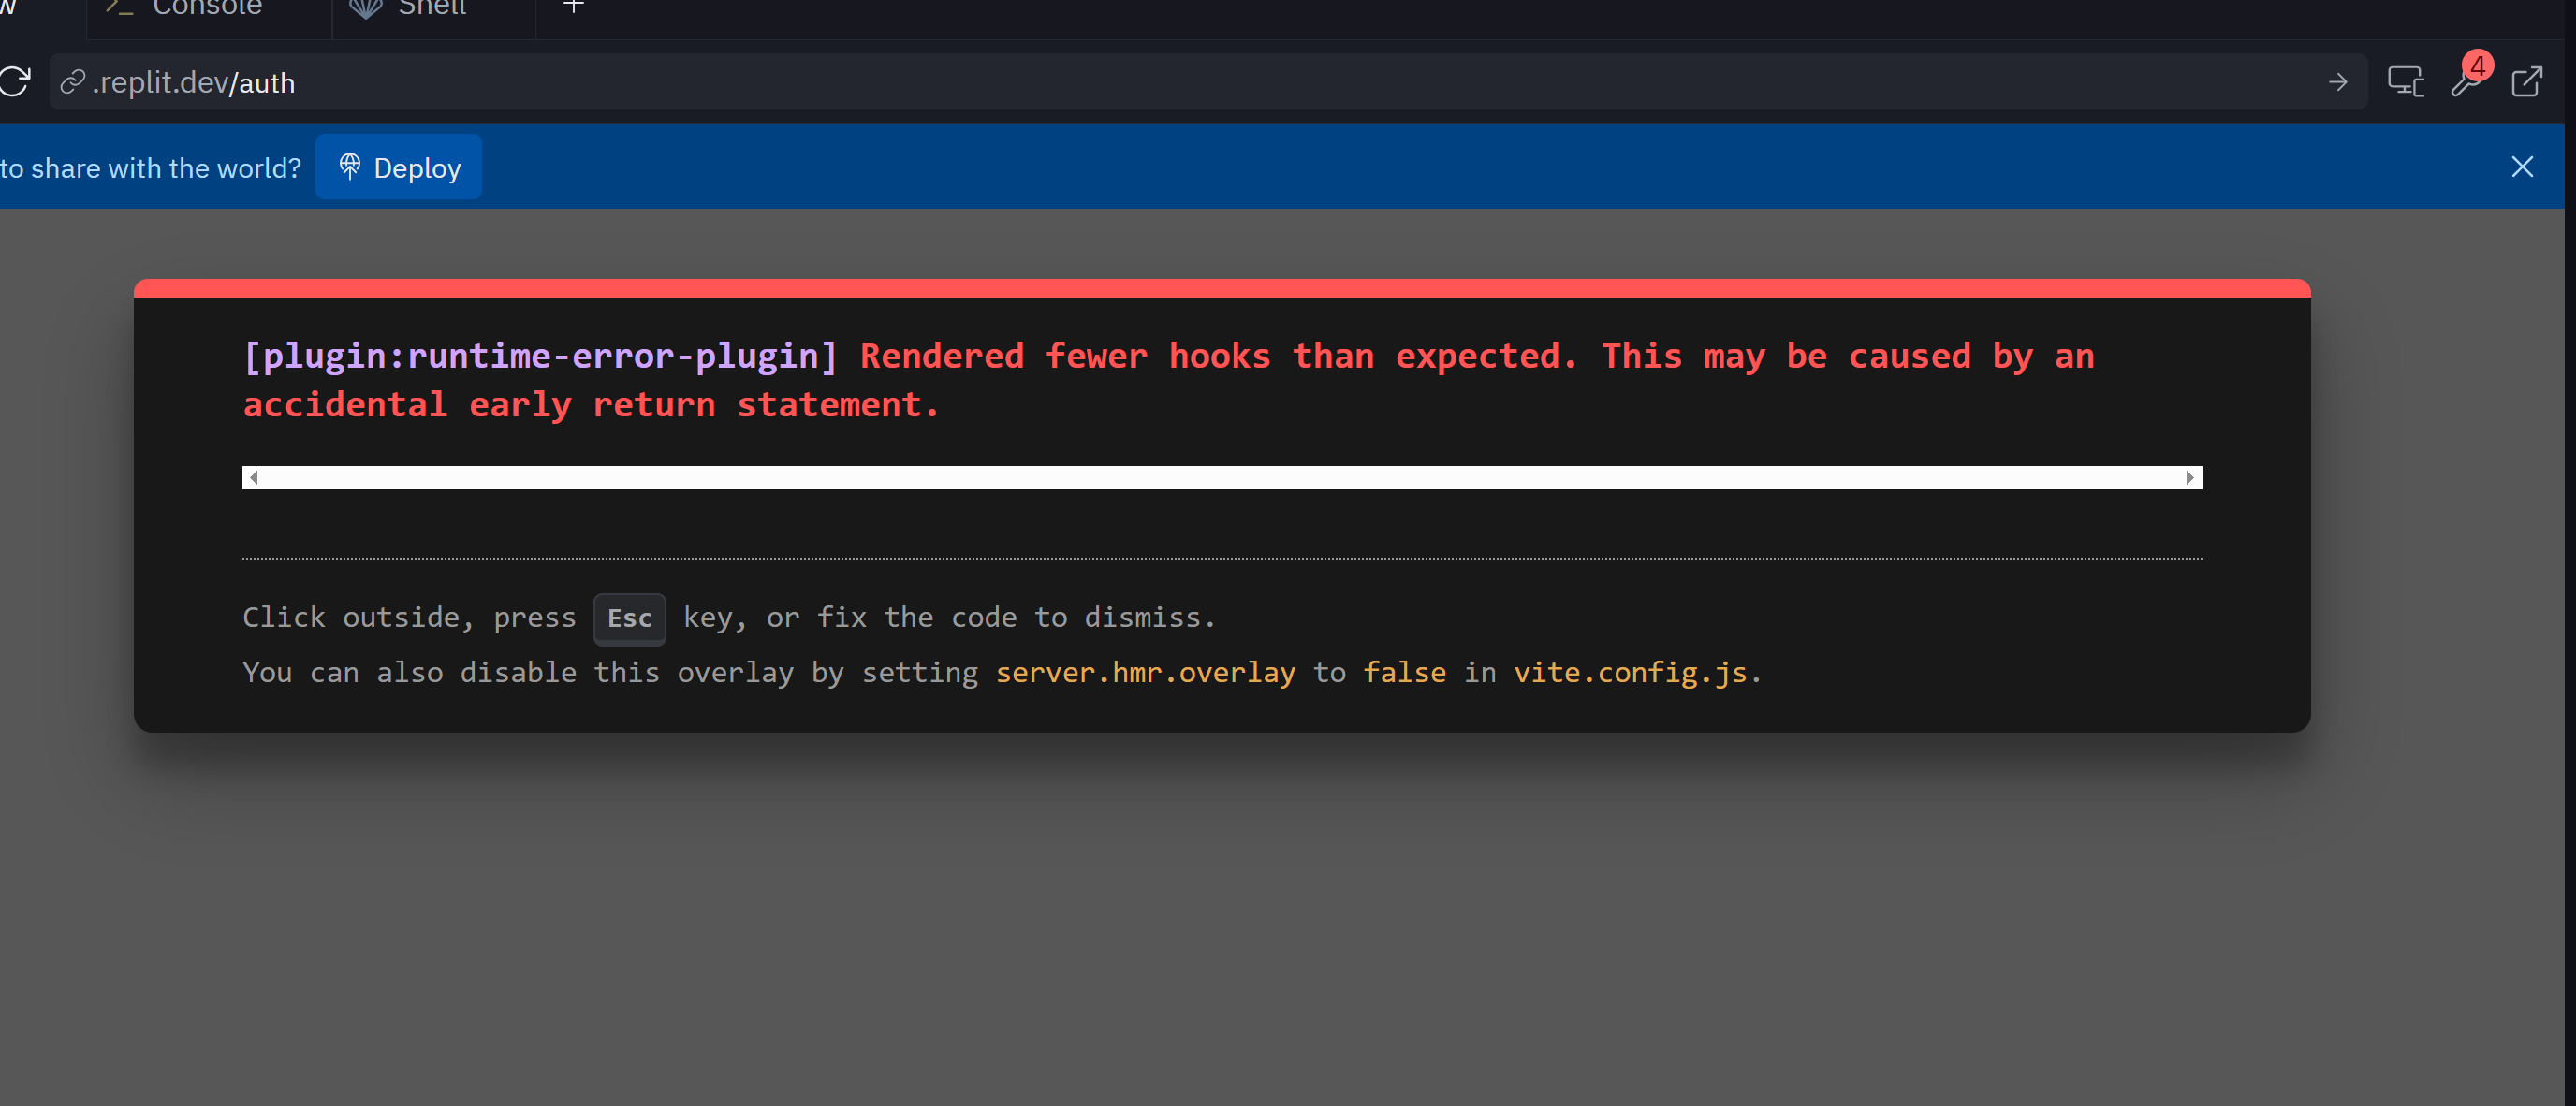 w Console Shell +
.replit.dev/auth
4
to share with the world? Deploy
[plugin:runtime-error-plugin] Rendered fewer hooks than expected. This may be caused by an
accidental early return statement.
Click outside, press Esc key, or fix the code to dismiss.
You can also disable this overlay by setting server.hmr.overlay to false in vite.config.js.